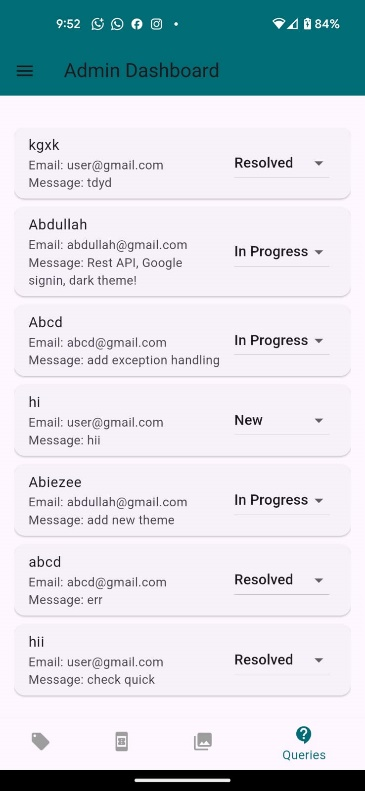 9:52
84%
Admin Dashboard
kgxk
Email: user@gmail.com
Message: tdyd
Resolved
Abdullah
Email: abdullah@gmail.com
Message: Rest API, Google
signin, dark theme!
In Progress
Abcd
Email: abcd@gmail.com
Message: add exception handling
In Progress
hi
Email: user@gmail.com
Message: hii
New
Abiezee
Email: abdullah@gmail.com
Message: add new theme
In Progress
abcd
Email: abcd@gmail.com
Message: err
Resolved
hii
Email: user@gmail.com
Message: check quick
Resolved
Queries